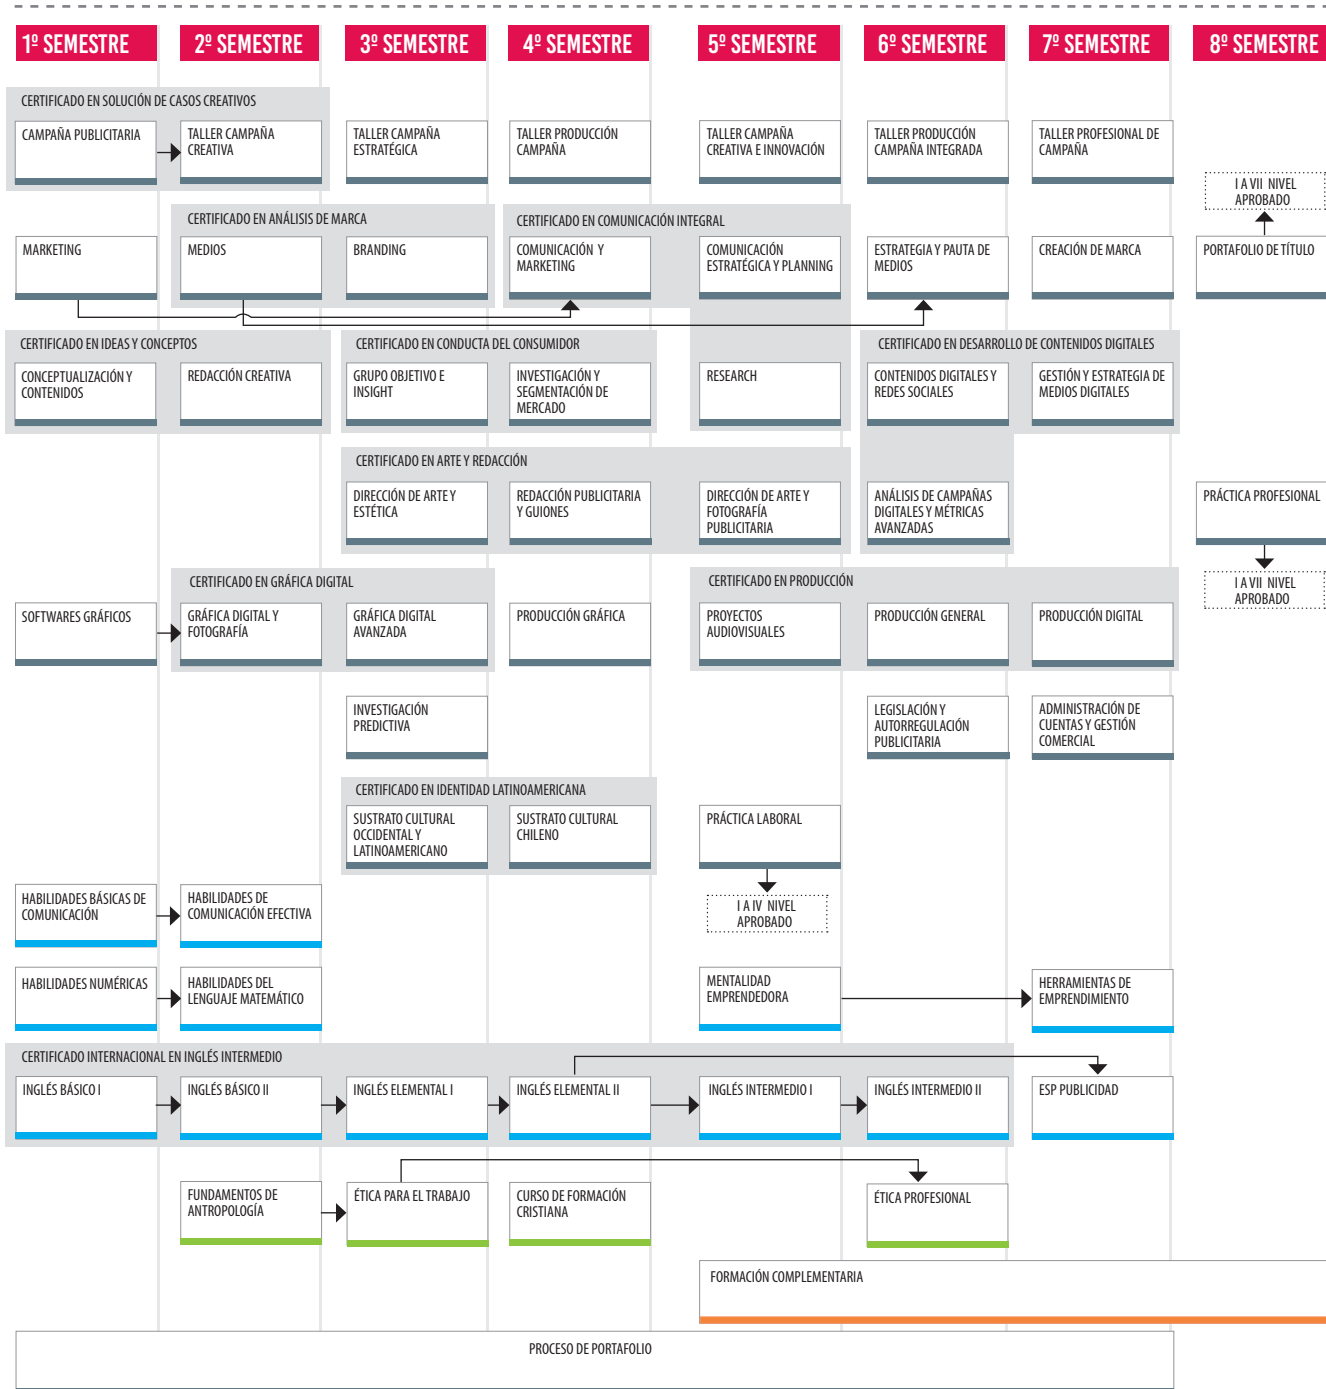 1º SEMESTRE
2º SEMESTRE
3º SEMESTRE
4º SEMESTRE
5º SEMESTRE
6º SEMESTRE
7º SEMESTRE
8º SEMESTRE
CERTIFICADO EN SOLUCIÓN DE CASOS CREATIVOS
CAMPAÑA PUBLICITARIA
TALLER CAMPAÑA
CREATIVA
TALLER CAMPAÑA
ESTRATÉGICA
TALLER PRODUCCIÓN
CAMPAÑA
TALLER CAMPAÑA
CREATIVA E INNOVACIÓN
TALLER PRODUCCIÓN
CAMPAÑA INTEGRADA
TALLER PROFESIONAL DE
CAMPAÑA
I A VII NIVEL
APROBADO
CERTIFICADO EN ANÁLISIS DE MARCA
CERTIFICADO EN COMUNICACIÓN INTEGRAL
MARKETING
MEDIOS
BRANDING
COMUNICACIÓN Y
MARKETING
COMUNICACIÓN
ESTRATÉGICA Y PLANNING
ESTRATEGIA Y PAUTA DE
MEDIOS
CREACIÓN DE MARCA
PORTAFOLIO DE TÍTULO
CERTIFICADO EN IDEAS Y CONCEPTOS
CERTIFICADO EN CONDUCTA DEL CONSUMIDOR
CERTIFICADO EN DESARROLLO DE CONTENIDOS DIGITALES
CONCEPTUALIZACIÓN Y
CONTENIDOS
REDACCIÓN CREATIVA
GRUPO OBJETIVO E
INSIGHT
INVESTIGACIÓN Y
SEGMENTACIÓN DE
MERCADO
RESEARCH
CONTENIDOS DIGITALES Y
REDES SOCIALES
GESTIÓN Y ESTRATEGIA DE
MEDIOS DIGITALES
CERTIFICADO EN ARTE Y REDACCIÓN
DIRECCIÓN DE ARTE Y
ESTÉTICA
REDACCIÓN PUBLICITARIA
Y GUIONES
DIRECCIÓN DE ARTE Y
FOTOGRAFÍA
PUBLICITARIA
ANÁLISIS DE CAMPAÑAS
DIGITALES Y MÉTRICAS
AVANZADAS
PRÁCTICA PROFESIONAL
I A VII NIVEL
APROBADO
CERTIFICADO EN GRÁFICA DIGITAL
CERTIFICADO EN PRODUCCIÓN
SOFTWARES GRÁFICOS
GRÁFICA DIGITAL Y
FOTOGRAFÍA
GRÁFICA DIGITAL
AVANZADA
PRODUCCIÓN GRÁFICA
PROYECTOS
AUDIOVISUALES
PRODUCCIÓN GENERAL
PRODUCCIÓN DIGITAL
INVESTIGACIÓN
PREDICTIVA
LEGISLACIÓN Y
AUTORREGULACIÓN
PUBLICITARIA
ADMINISTRACIÓN DE
CUENTAS Y GESTIÓN
COMERCIAL
CERTIFICADO EN IDENTIDAD LATINOAMERICANA
SUSTRATO CULTURAL
OCCIDENTAL Y
LATINOAMERICANO
SUSTRATO CULTURAL
CHILENO
PRÁCTICA LABORAL
I A IV NIVEL
APROBADO
HABILIDADES BÁSICAS DE
COMUNICACIÓN
HABILIDADES DE
COMUNICACIÓN EFECTIVA
HABILIDADES NUMÉRICAS
HABILIDADES DEL
LENGUAJE MATEMÁTICO
MENTALIDAD
EMPRENDEDORA
HERRAMIENTAS DE
EMPRENDIMIENTO
CERTIFICADO INTERNACIONAL EN INGLÉS INTERMEDIO
INGLÉS BÁSICO I
INGLÉS BÁSICO II
INGLÉS ELEMENTAL I
INGLÉS ELEMENTAL II
INGLÉS INTERMEDIO I
INGLÉS INTERMEDIO II
ESP PUBLICIDAD
FUNDAMENTOS DE
ANTROPOLOGÍA
ÉTICA PARA EL TRABAJO
CURSO DE FORMACIÓN
CRISTIANA
ÉTICA PROFESIONAL
FORMACIÓN COMPLEMENTARIA
PROCESO DE PORTAFOLIO